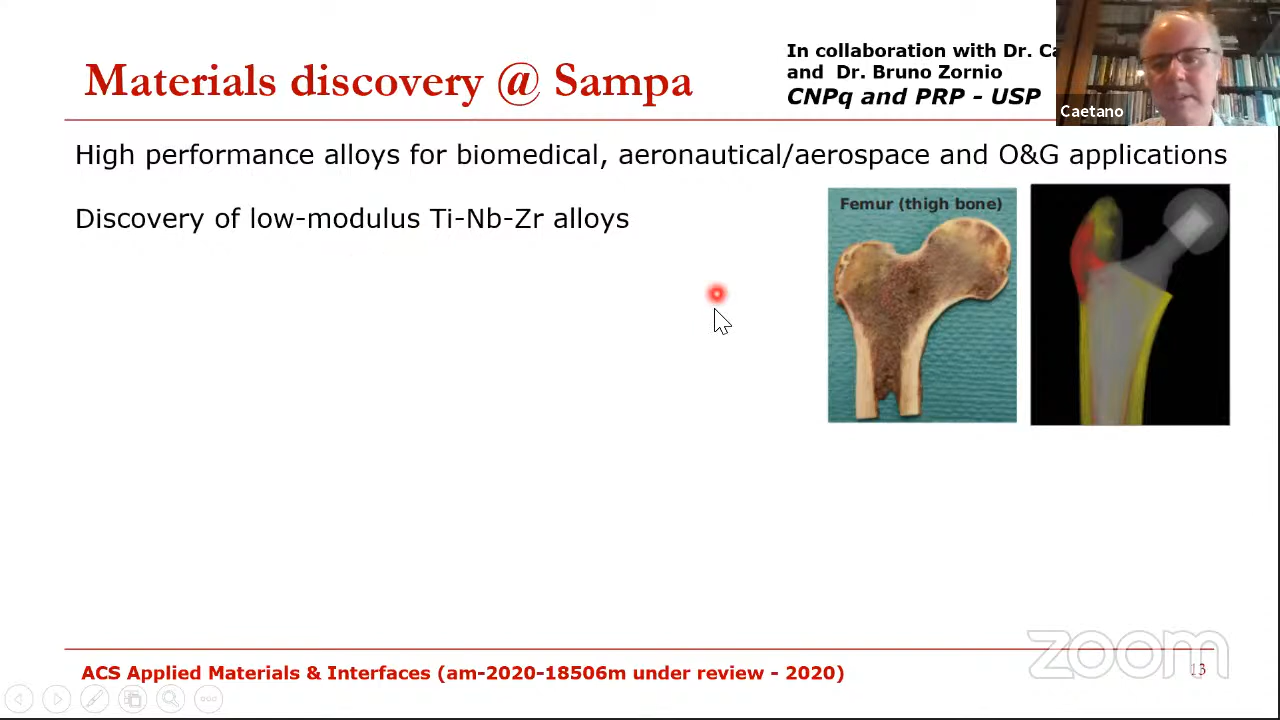 Materials discovery @ Sampa
In collaboration with Dr.
and Dr. Bruno Zornio
CNPq and PRP - USP
Caetano
High performance alloys for biomedical, aeronautical/aerospace and O&G applications
Discovery of low-modulus Ti-Nb-Zr alloys
Femur (thigh bone)
ACS Applied Materials & Interfaces (am-2020-18506m under review - 2020)
zoom
13